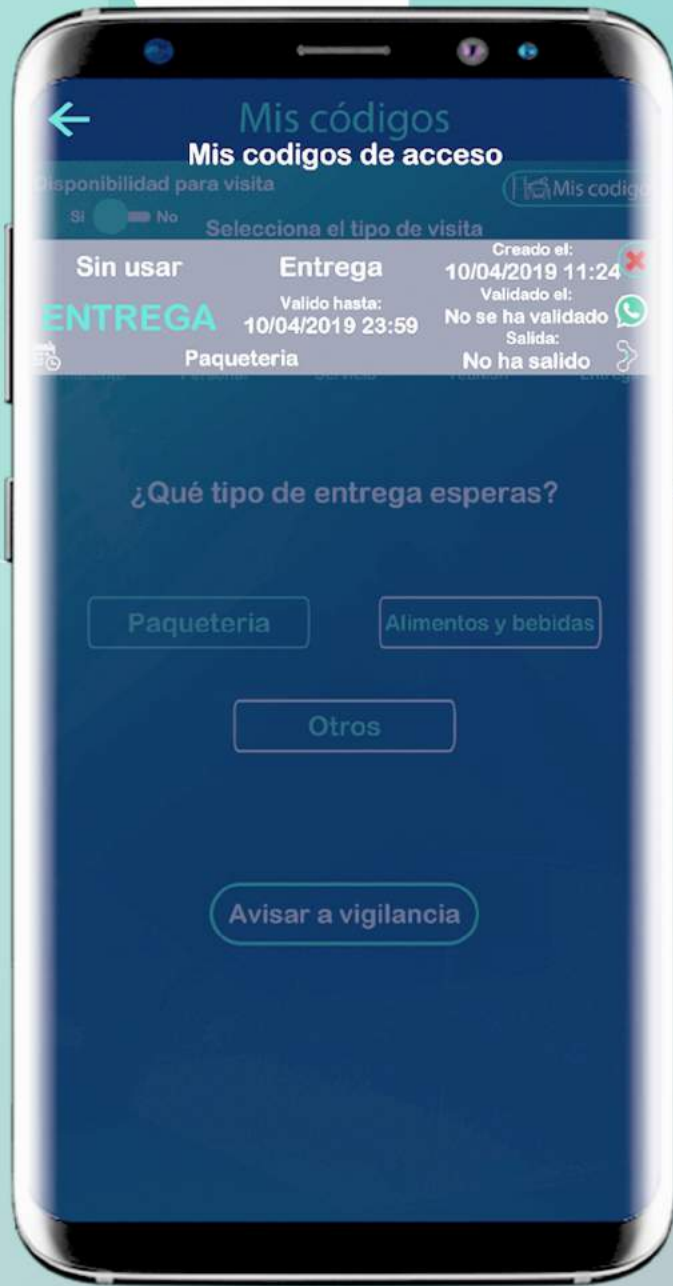 Mis códigos
Mis codigos de acceso
Disponibilidad para visita
Mis codigo
Si No
Selecciona el tipo de visita
Sin usar Entrega Creado el:
10/04/2019 11:24
ENTREGA Valido hasta:
10/04/2019 23:59
Validado el:
No se ha validado
Paqueteria
Salida:
No ha salido
Personal Servicio
¿Qué tipo de entrega esperas?
Paqueteria Alimentos y bebidas
Otros
Avisar a vigilancia